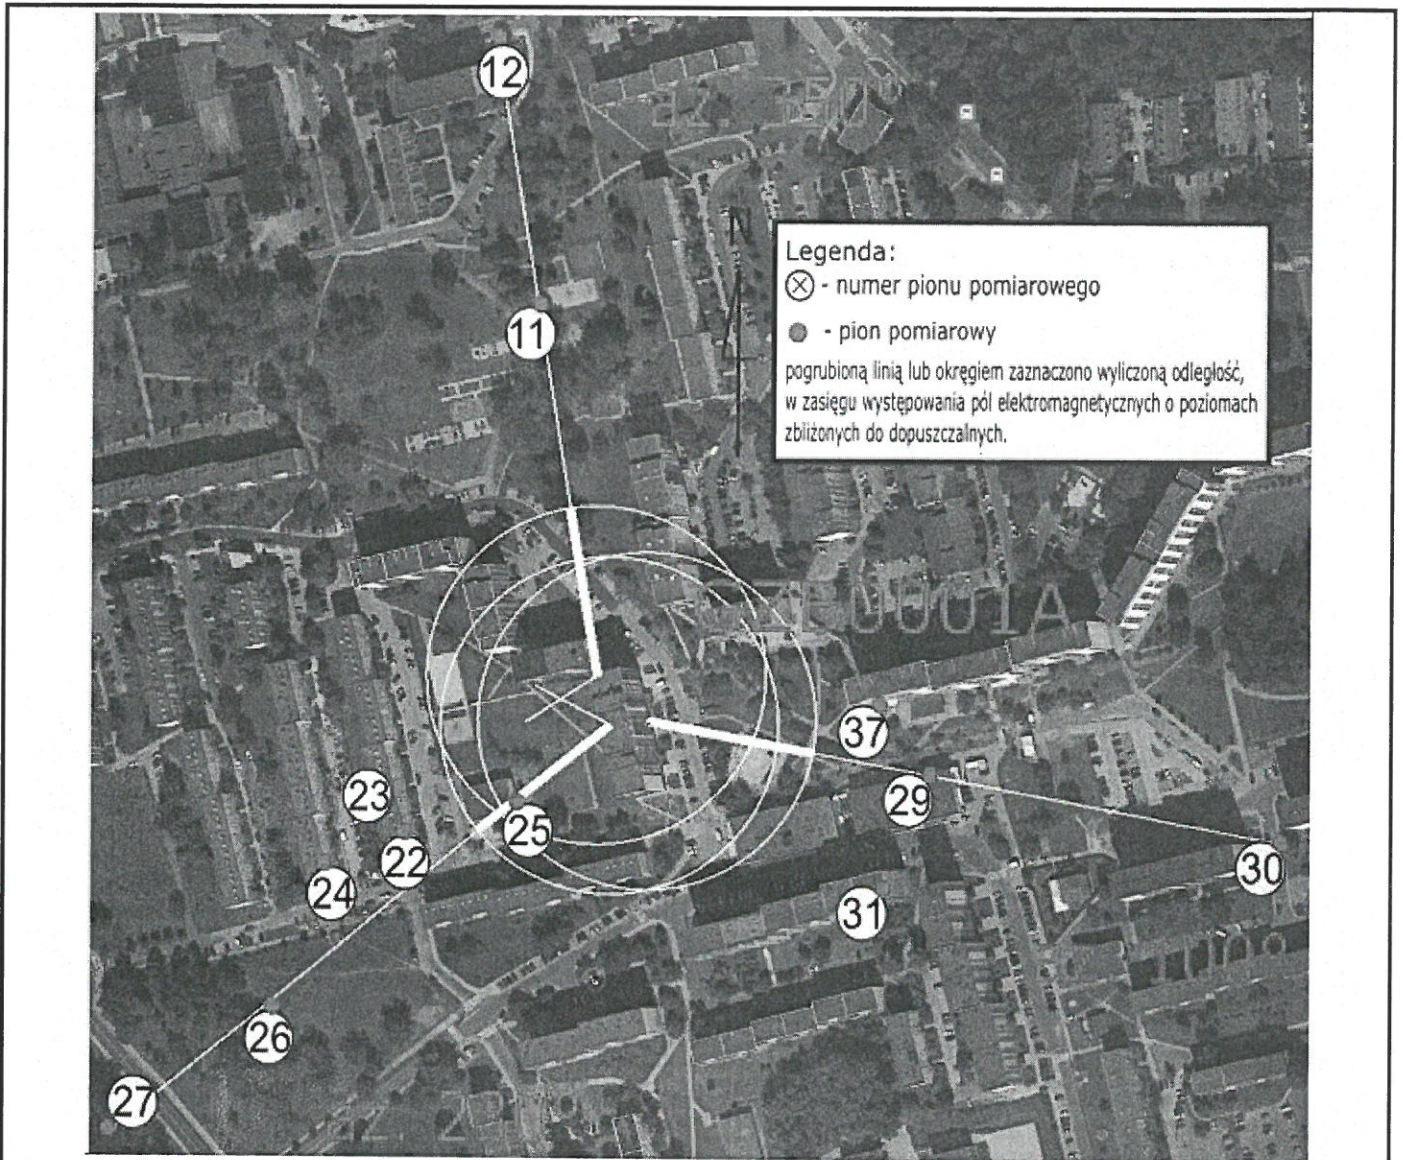 12
N
11
Legenda:
⊗ - numer pionu pomiarowego
- pion pomiarowy
pogrubioną linią lub okręgiem zaznaczono wyliczoną odległość,
w zasięgu występowania pól elektromagnetycznych o poziomach
zbliżonych do dopuszczalnych.
0001A
37
23
29
25
22
30
24
31
26
27